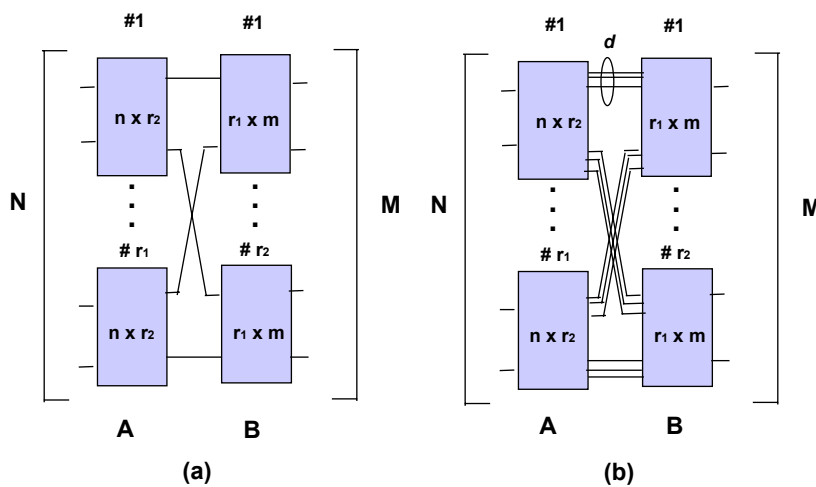 #1 #1
n x r₂ r₁ x m
N M
# r₁ # r₂
n x r₂ r₁ x m
A B
(a)
#1 d #1
n x r₂ r₁ x m
N M
# r₁ # r₂
n x r₂ r₁ x m
A B
(b)